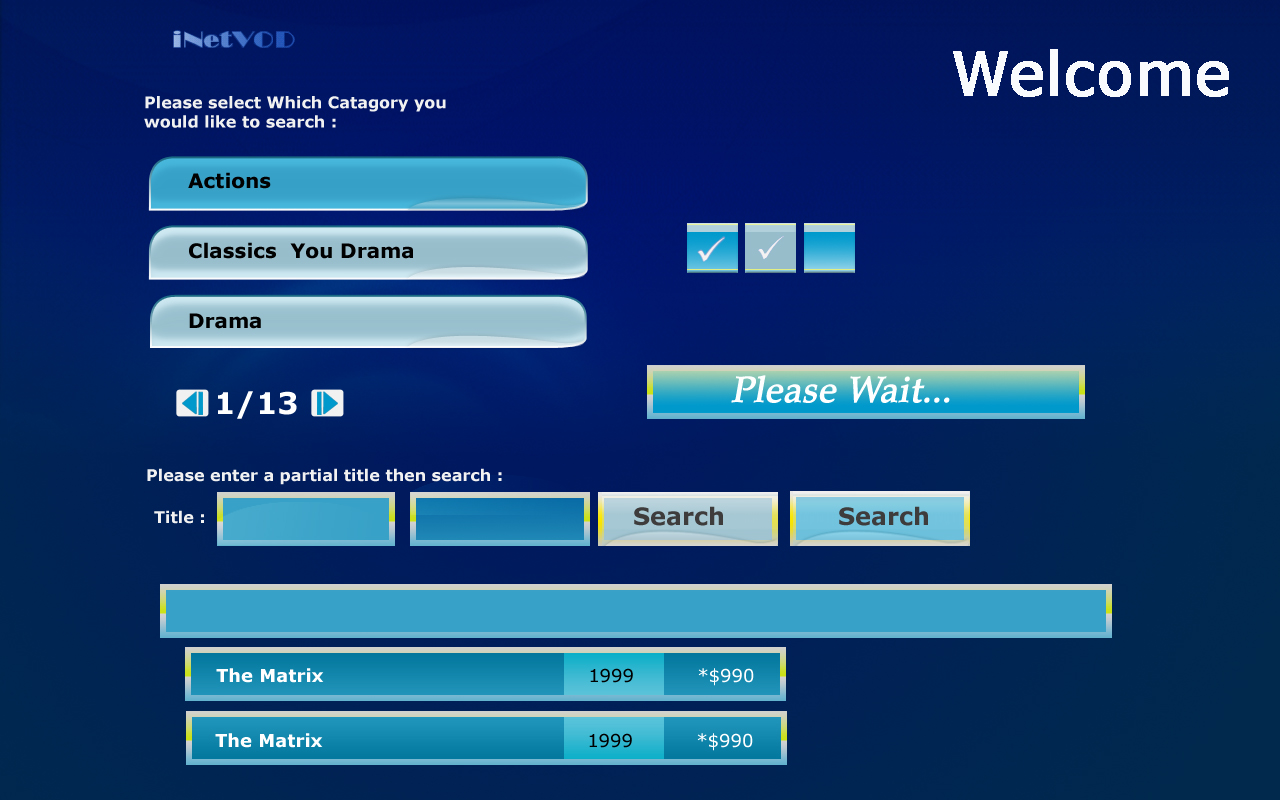 iNetVOD
Welcome
Please select Which Catagory you
would like to search :
Actions
Classics  You Drama
Drama
1/13
Please Wait...
Please enter a partial title then search :
Title :
Search
Search
The Matrix 1999 *$990
The Matrix 1999 *$990